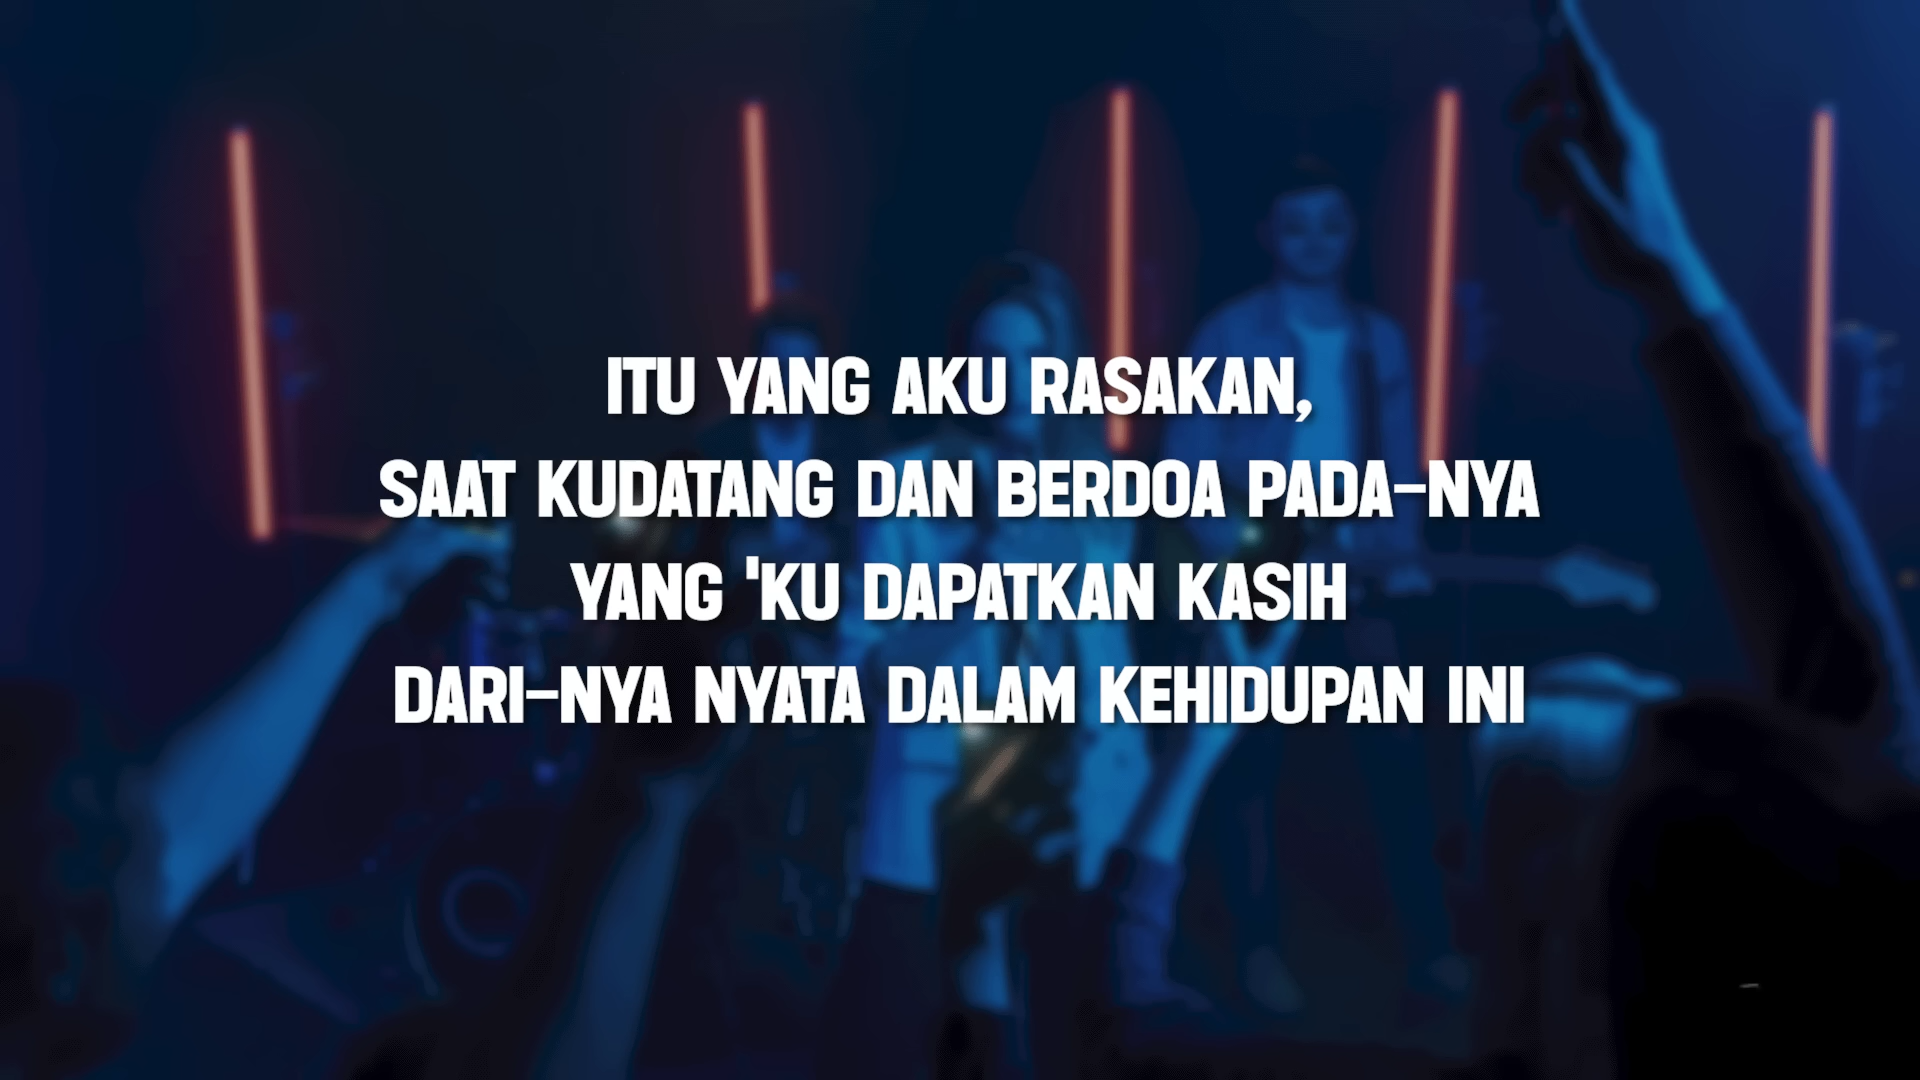 ITU YANG AKU RASAKAN,
SAAT KUDATANG DAN BERDOA PADA-NYA
YANG 'KU DAPATKAN KASIH
DARI-NYA NYATA DALAM KEHIDUPAN INI